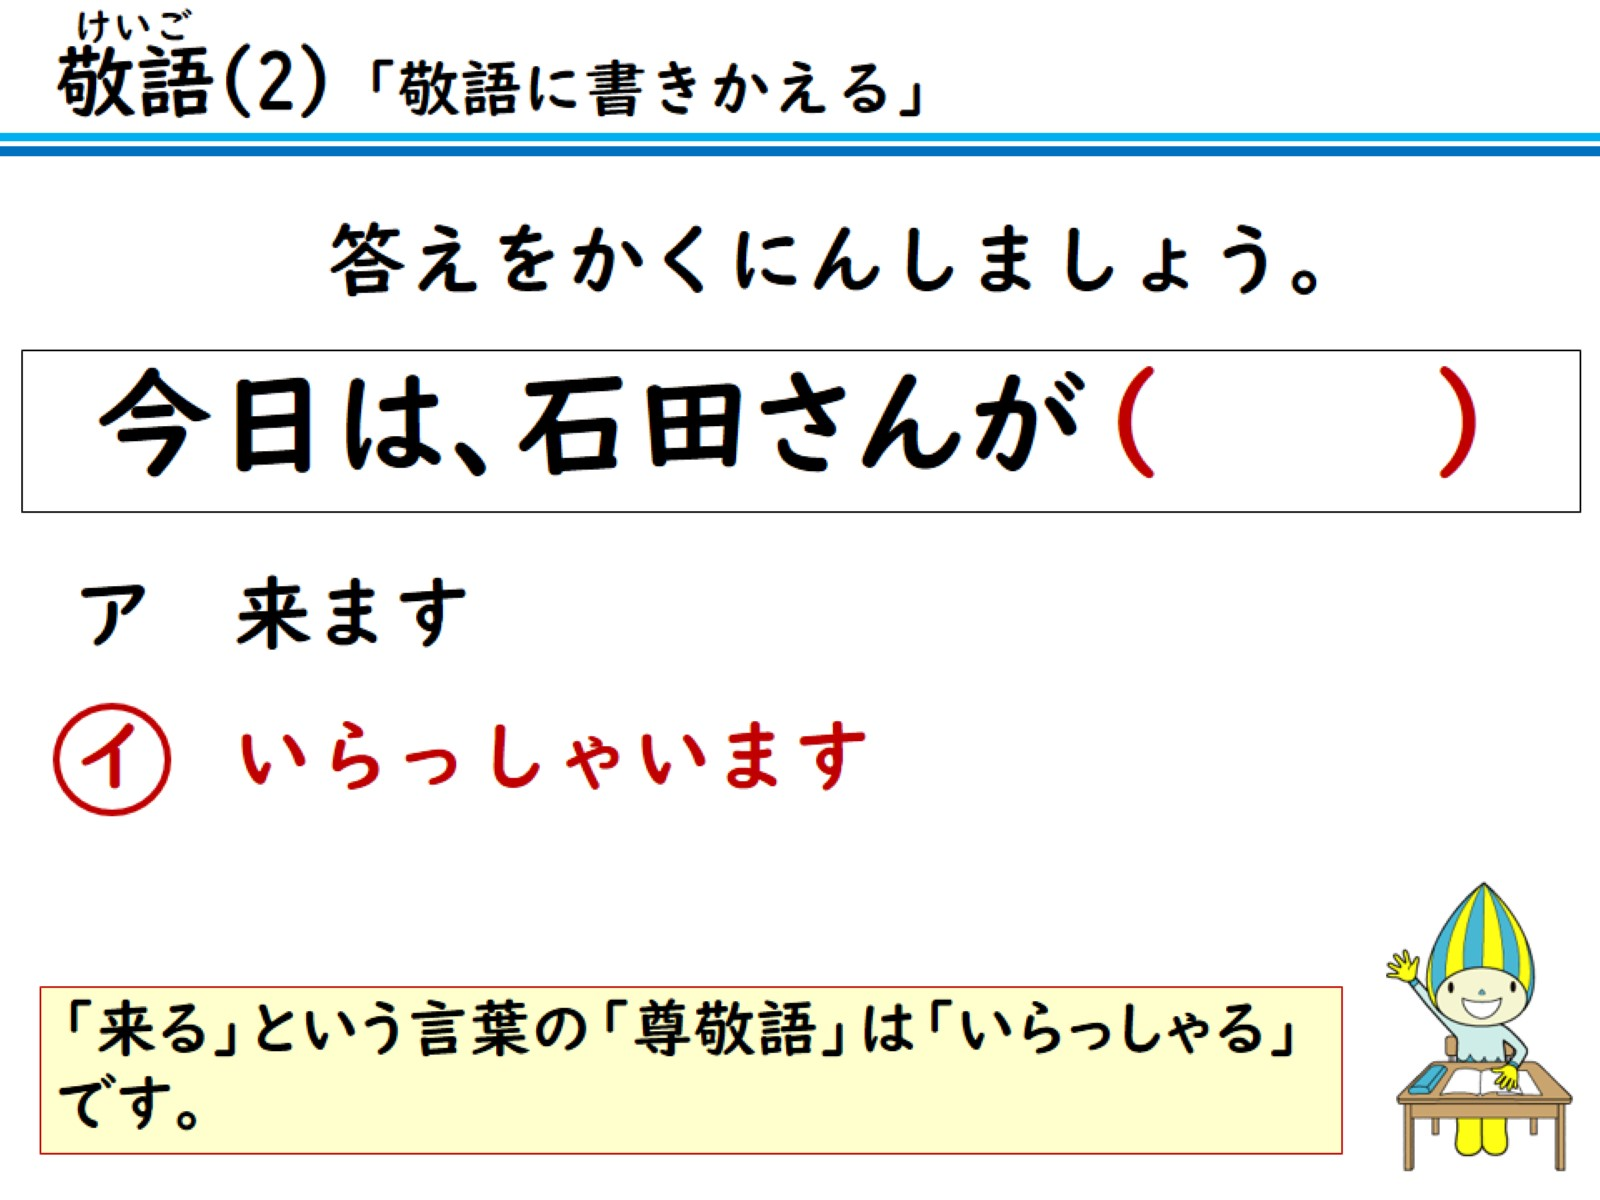 けいご
敬語(2)「敬語に書きかえる」
答えをかくにんしましょう。
今日は、石田さんが(　　　)
ア　来ます
イ　いらっしゃいます
「来る」という言葉の「尊敬語」は「いらっしゃる」
です。